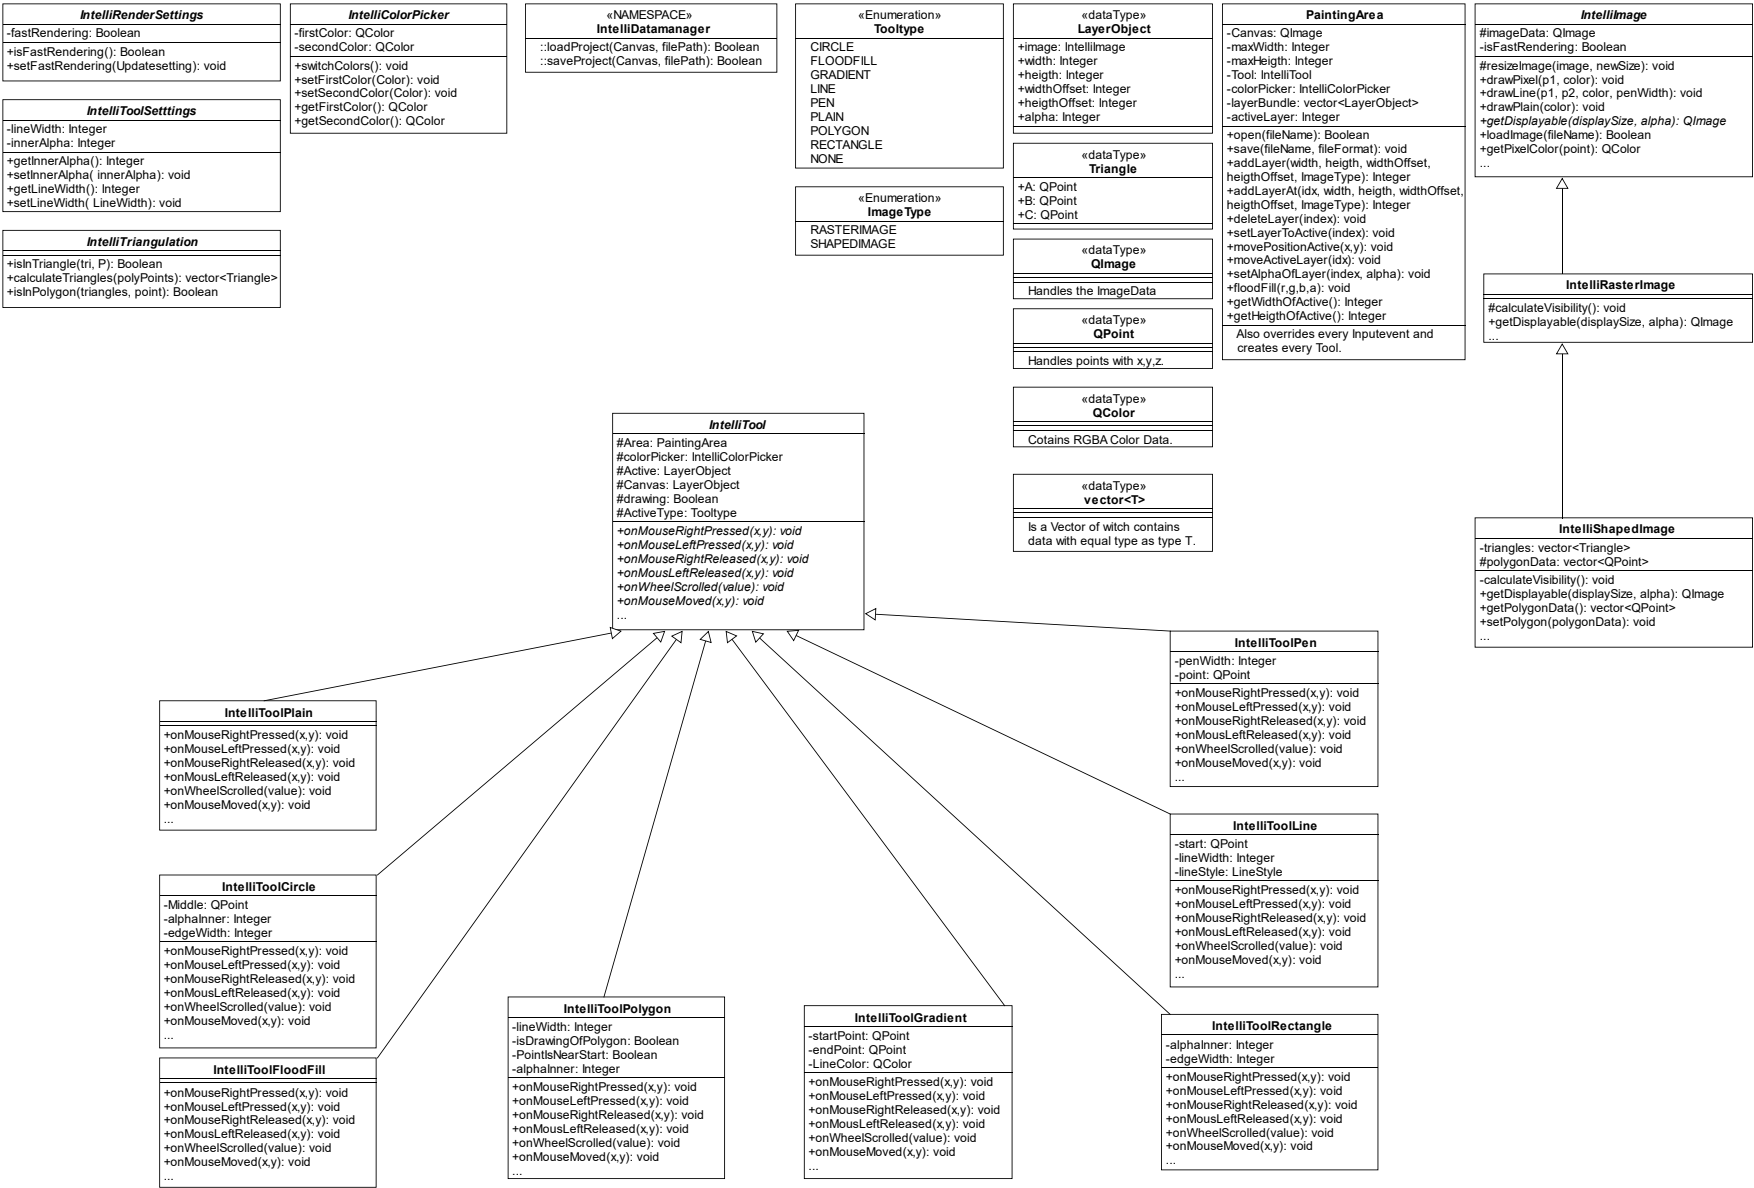 IntelliRenderSettings
-fastRendering: Boolean
+isFastRendering(): Boolean
+setFastRendering(Updatesetting): void
IntelliToolSetttings
-lineWidth: Integer
-innerAlpha: Integer
+getInnerAlpha(): Integer
+setInnerAlpha( innerAlpha): void
+getLineWidth(): Integer
+setLineWidth( LineWidth): void
IntelliTriangulation
+isInTriangle(tri, P): Boolean
+calculateTriangles(polyPoints): vector<Triangle>
+isInPolygon(triangles, point): Boolean
IntelliColorPicker
-firstColor: QColor
-secondColor: QColor
+switchColors(): void
+setFirstColor(Color): void
+setSecondColor(Color): void
+getFirstColor(): QColor
+getSecondColor(): QColor
«NAMESPACE»
IntelliDatamanager
::loadProject(Canvas, filePath): Boolean
::saveProject(Canvas, filePath): Boolean
«Enumeration»
Tooltype
CIRCLE
FLOODFILL
GRADIENT
LINE
PEN
PLAIN
POLYGON
RECTANGLE
NONE
«Enumeration»
ImageType
RASTERIMAGE
SHAPEDIMAGE
«dataType»
LayerObject
+image: IntelliImage
+width: Integer
+heigth: Integer
+widthOffset: Integer
+heigthOffset: Integer
+alpha: Integer
«dataType»
Triangle
+A: QPoint
+B: QPoint
+C: QPoint
«dataType»
QImage
Handles the ImageData
«dataType»
QPoint
Handles points with x,y,z.
«dataType»
QColor
Cotains RGBA Color Data.
«dataType»
vector<T>
Is a Vector of witch contains
data with equal type as type T.
PaintingArea
-Canvas: QImage
-maxWidth: Integer
-maxHeigth: Integer
-Tool: IntelliTool
-colorPicker: IntelliColorPicker
-layerBundle: vector<LayerObject>
-activeLayer: Integer
+open(fileName): Boolean
+save(fileName, fileFormat): void
+addLayer(width, heigth, widthOffset,
heigthOffset, ImageType): Integer
+addLayerAt(idx, width, heigth, widthOffset,
heigthOffset, ImageType): Integer
+deleteLayer(index): void
+setLayerToActive(index): void
+movePositionActive(x,y): void
+moveActiveLayer(idx): void
+setAlphaOfLayer(index, alpha): void
+floodFill(r,g,b,a): void
+getWidthOfActive(): Integer
+getHeigthOfActive(): Integer
Also overrides every Inputevent and
creates every Tool.
IntelliImage
#imageData: QImage
-isFastRendering: Boolean
#resizeImage(image, newSize): void
+drawPixel(p1, color): void
+drawLine(p1, p2, color, penWidth): void
+drawPlain(color): void
+getDisplayable(displaySize, alpha): QImage
+loadImage(fileName): Boolean
+getPixelColor(point): QColor
...
IntelliRasterImage
#calculateVisibility(): void
+getDisplayable(displaySize, alpha): QImage
...
IntelliShapedImage
-triangles: vector<Triangle>
#polygonData: vector<QPoint>
-calculateVisibility(): void
+getDisplayable(displaySize, alpha): QImage
+getPolygonData(): vector<QPoint>
+setPolygon(polygonData): void
...
IntelliTool
#Area: PaintingArea
#colorPicker: IntelliColorPicker
#Active: LayerObject
#Canvas: LayerObject
#drawing: Boolean
#ActiveType: Tooltype
+onMouseRightPressed(x,y): void
+onMouseLeftPressed(x,y): void
+onMouseRightReleased(x,y): void
+onMousLeftReleased(x,y): void
+onWheelScrolled(value): void
+onMouseMoved(x,y): void
...
IntelliToolPlain
+onMouseRightPressed(x,y): void
+onMouseLeftPressed(x,y): void
+onMouseRightReleased(x,y): void
+onMousLeftReleased(x,y): void
+onWheelScrolled(value): void
+onMouseMoved(x,y): void
...
IntelliToolCircle
-Middle: QPoint
-alphaInner: Integer
-edgeWidth: Integer
+onMouseRightPressed(x,y): void
+onMouseLeftPressed(x,y): void
+onMouseRightReleased(x,y): void
+onMousLeftReleased(x,y): void
+onWheelScrolled(value): void
+onMouseMoved(x,y): void
...
IntelliToolFloodFill
+onMouseRightPressed(x,y): void
+onMouseLeftPressed(x,y): void
+onMouseRightReleased(x,y): void
+onMousLeftReleased(x,y): void
+onWheelScrolled(value): void
+onMouseMoved(x,y): void
...
IntelliToolPolygon
-lineWidth: Integer
-isDrawingOfPolygon: Boolean
-PointIsNearStart: Boolean
-alphaInner: Integer
+onMouseRightPressed(x,y): void
+onMouseLeftPressed(x,y): void
+onMouseRightReleased(x,y): void
+onMousLeftReleased(x,y): void
+onWheelScrolled(value): void
+onMouseMoved(x,y): void
...
IntelliToolGradient
-startPoint: QPoint
-endPoint: QPoint
-LineColor: QColor
+onMouseRightPressed(x,y): void
+onMouseLeftPressed(x,y): void
+onMouseRightReleased(x,y): void
+onMousLeftReleased(x,y): void
+onWheelScrolled(value): void
+onMouseMoved(x,y): void
...
IntelliToolPen
-penWidth: Integer
-point: QPoint
+onMouseRightPressed(x,y): void
+onMouseLeftPressed(x,y): void
+onMouseRightReleased(x,y): void
+onMousLeftReleased(x,y): void
+onWheelScrolled(value): void
+onMouseMoved(x,y): void
...
IntelliToolLine
-start: QPoint
-lineWidth: Integer
-lineStyle: LineStyle
+onMouseRightPressed(x,y): void
+onMouseLeftPressed(x,y): void
+onMouseRightReleased(x,y): void
+onMousLeftReleased(x,y): void
+onWheelScrolled(value): void
+onMouseMoved(x,y): void
...
IntelliToolRectangle
-alphaInner: Integer
-edgeWidth: Integer
+onMouseRightPressed(x,y): void
+onMouseLeftPressed(x,y): void
+onMouseRightReleased(x,y): void
+onMousLeftReleased(x,y): void
+onWheelScrolled(value): void
+onMouseMoved(x,y): void
...